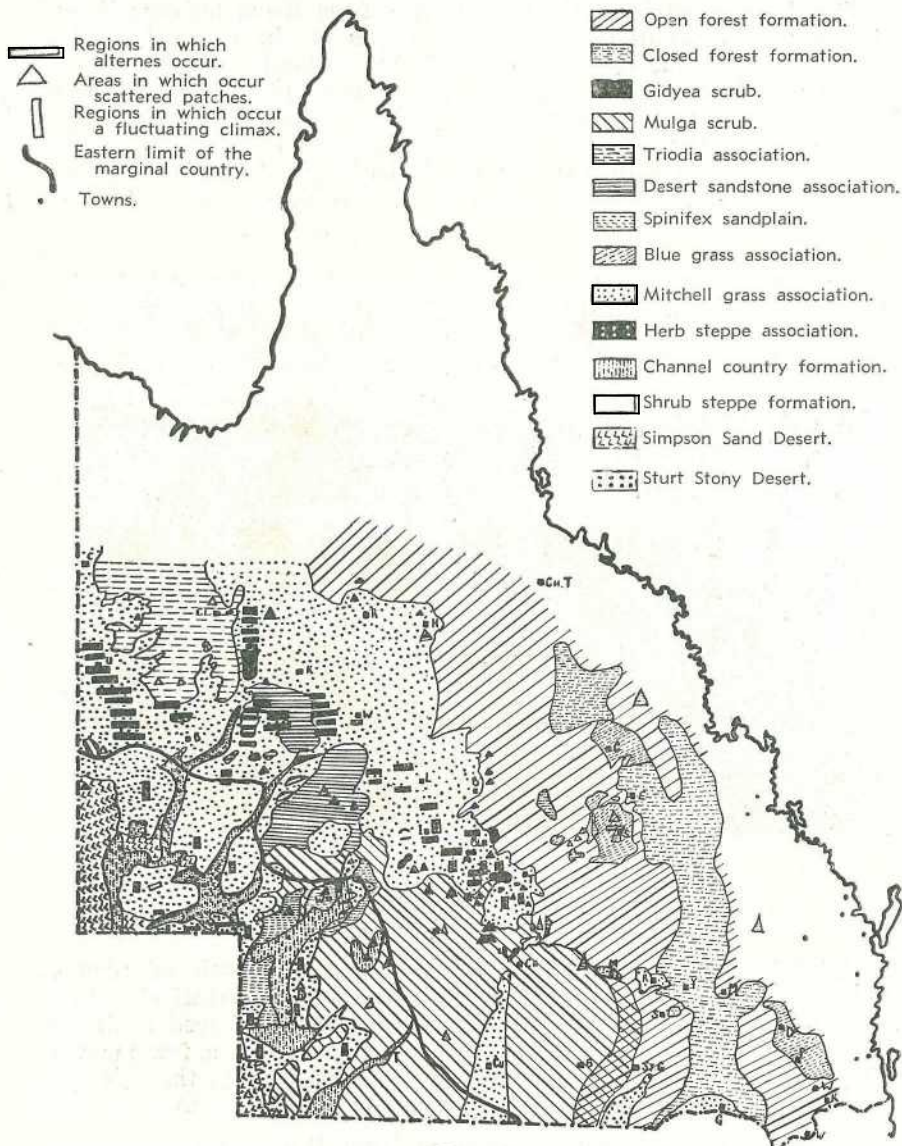 Regions in which
alternes occur.
Areas in which occur
scattered patches.
Regions in which occur
a fluctuating climax.
Eastern limit of the
marginal country.
Towns.
Open forest formation.
Closed forest formation.
Gidyea scrub.
Mulga scrub.
Triodia association.
Desert sandstone association.
Spinifex sandplain.
Blue grass association.
Mitchell grass association.
Herb steppe association.
Channel country formation.
Shrub steppe formation.
Simpson Sand Desert.
Sturt Stony Desert.
CH.T
C
R
H
K
W
B
L
C
E
A
Cu
M
R
Y
M
S
D
B
St G
T
G
W